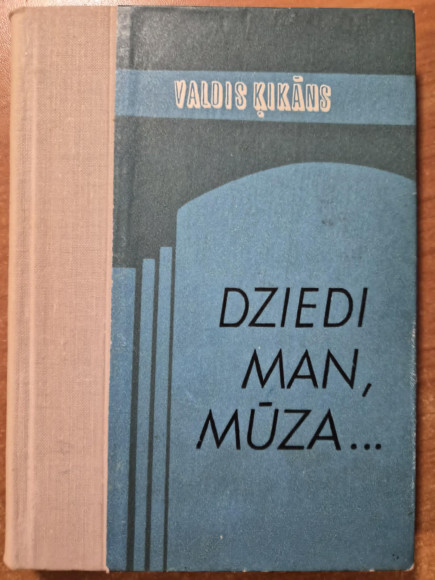 VALDIS ĶIKĀNS
DZIEDI
MAN,
MŪZA...